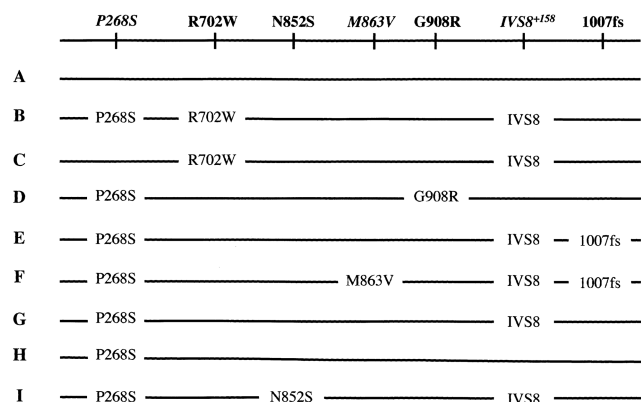 P268S R702W N852S M863V G908R IVS8+158 1007fs
A
B P268S R702W IVS8
C R702W IVS8
D P268S G908R
E P268S IVS8 1007fs
F P268S M863V IVS8 1007fs
G P268S IVS8
H P268S
I P268S N852S IVS8